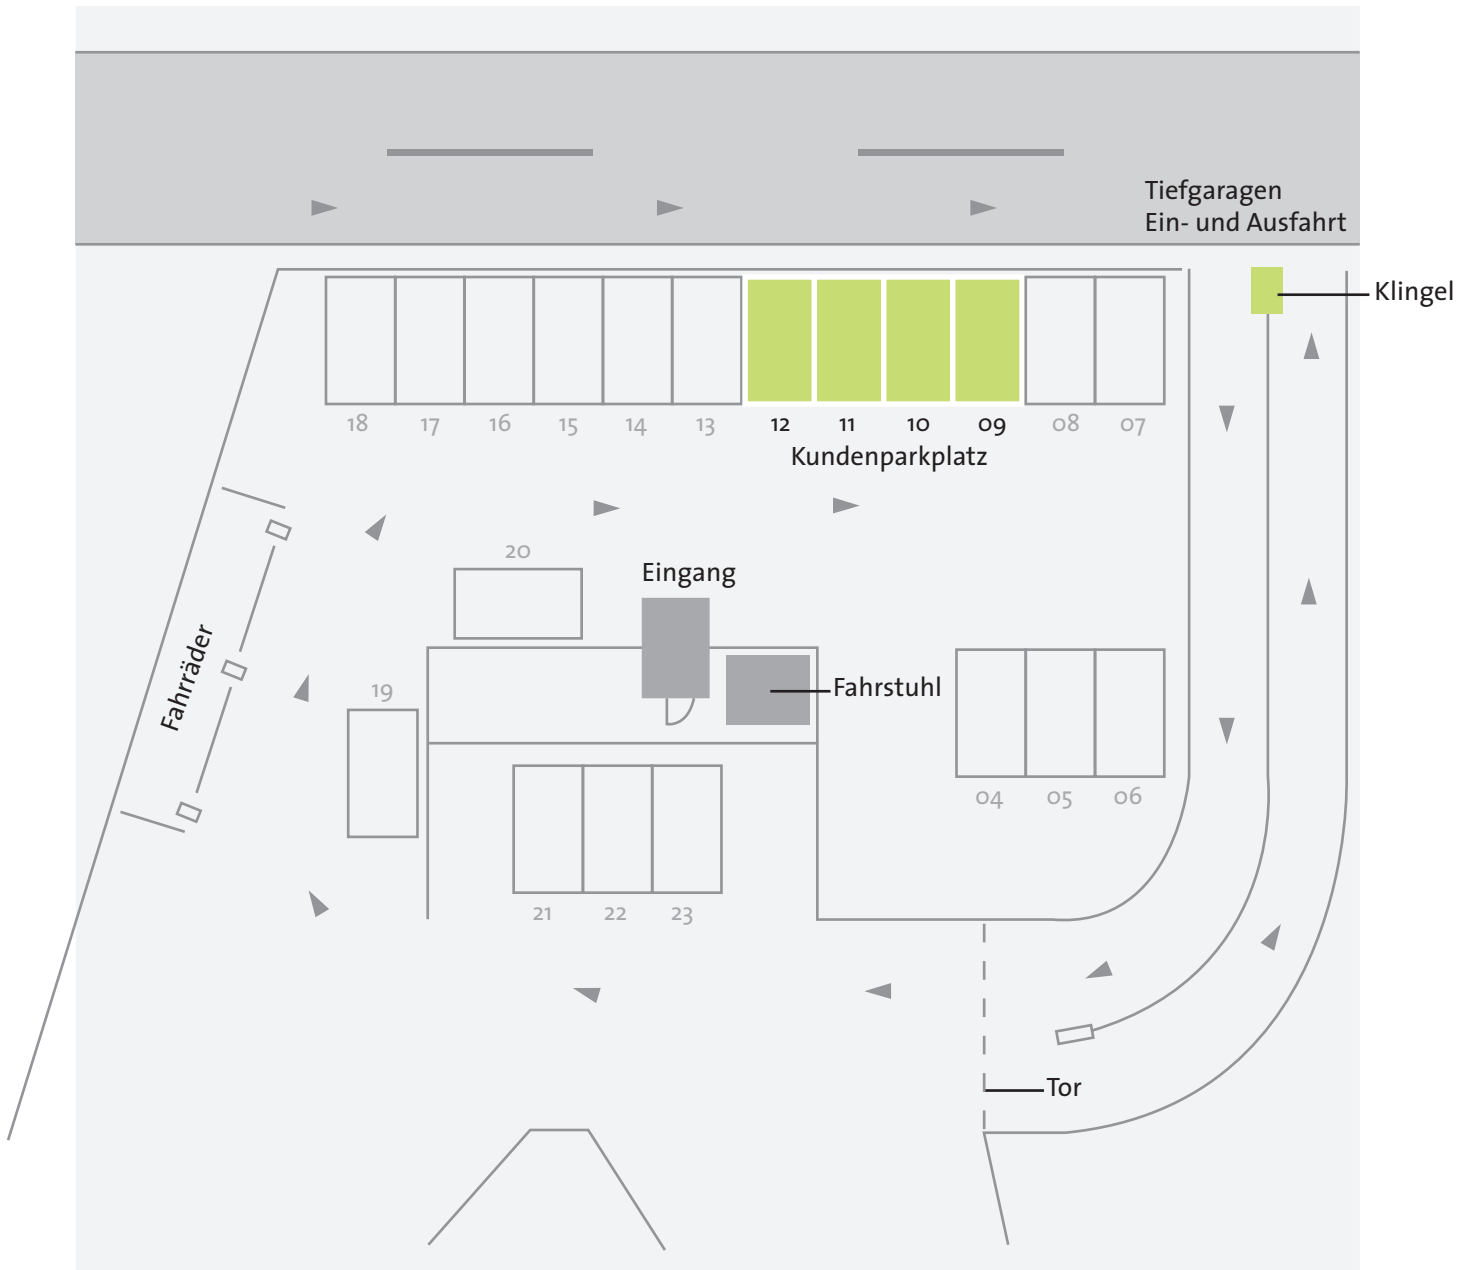 Tiefgaragen
Ein- und Ausfahrt
Klingel
18 17 16 15 14 13 12 11 10 09 08 07
Kundenparkplatz
20
Eingang
Fahrräder
19
Fahrstuhl
04 05 06
21 22 23
Tor